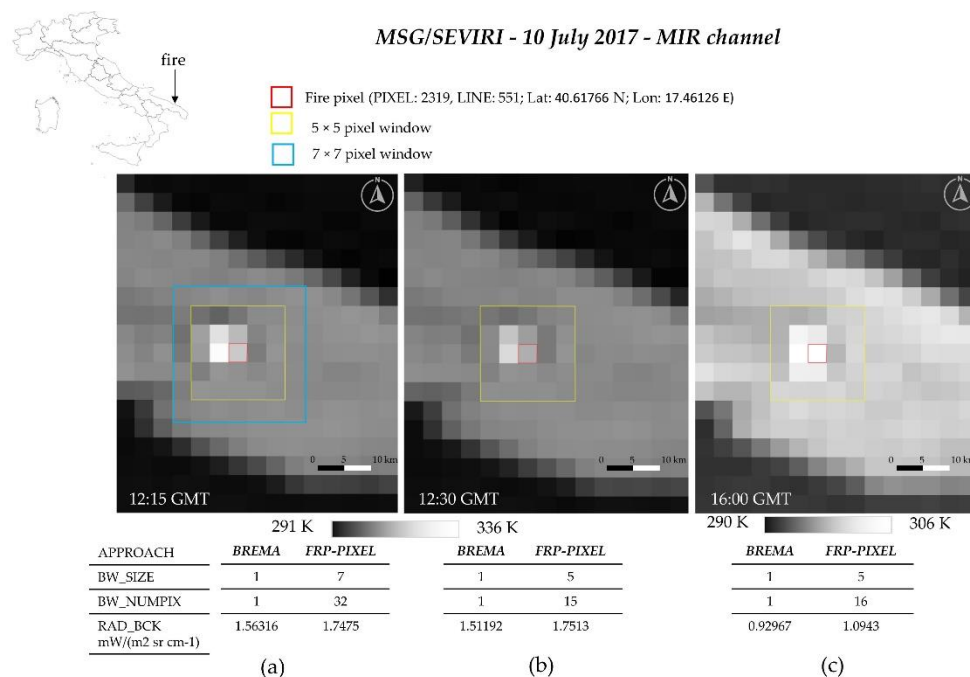 MSG/SEVIRI - 10 July 2017 - MIR channel
fire
Fire pixel (PIXEL: 2319, LINE: 551; Lat: 40.61766 N; Lon: 17.46126 E)
5 × 5 pixel window
7 × 7 pixel window
N N N
0 5 10 km 0 5 10 km 0 5 10 km
12:15 GMT 12:30 GMT 16:00 GMT
291 K 336 K 290 K 306 K
APPROACH BREMA FRP-PIXEL BREMA FRP-PIXEL BREMA FRP-PIXEL
BW_SIZE 1 7 1 5 1 5
BW_NUMPIX 1 32 1 15 1 16
RAD_BCK 1.56316 1.7475 1.51192 1.7513 0.92967 1.0943
mW/(m2 sr cm-1)
(a) (b) (c)